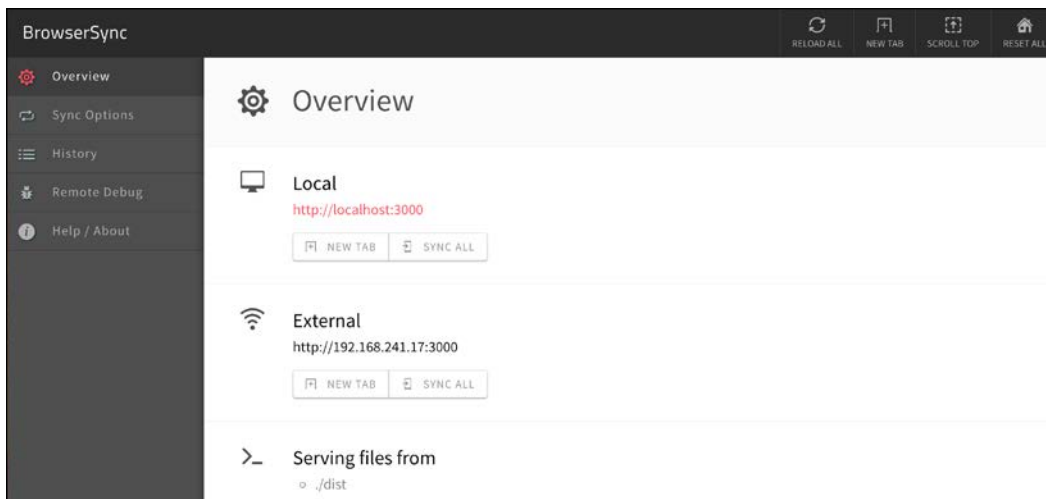 BrowserSync
RELOAD ALL
NEW TAB
SCROLL TOP
RESET ALL
Overview
Sync Options
History
Remote Debug
Help / About
Overview
Local
http://localhost:3000
NEW TAB
SYNC ALL
External
http://192.168.241.17:3000
NEW TAB
SYNC ALL
Serving files from
./dist